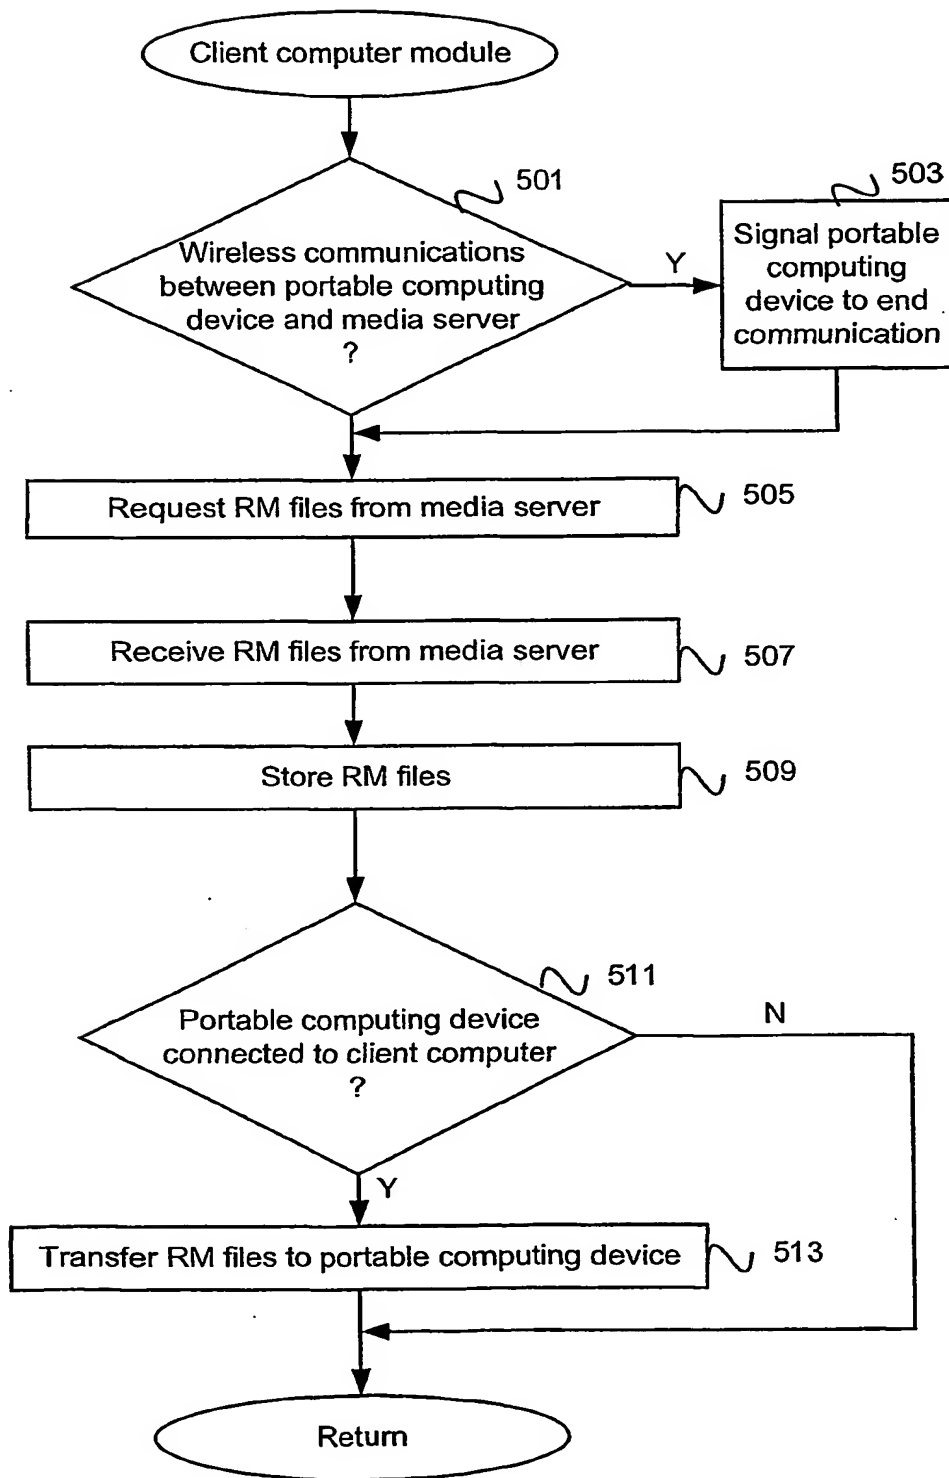 Client computer module
501
Wireless communications
between portable computing
device and media server
?
Y
503
Signal portable
computing
device to end
communication
Request RM files from media server
505
Receive RM files from media server
507
Store RM files
509
511
Portable computing device
connected to client computer
?
N
Y
Transfer RM files to portable computing device
513
Return